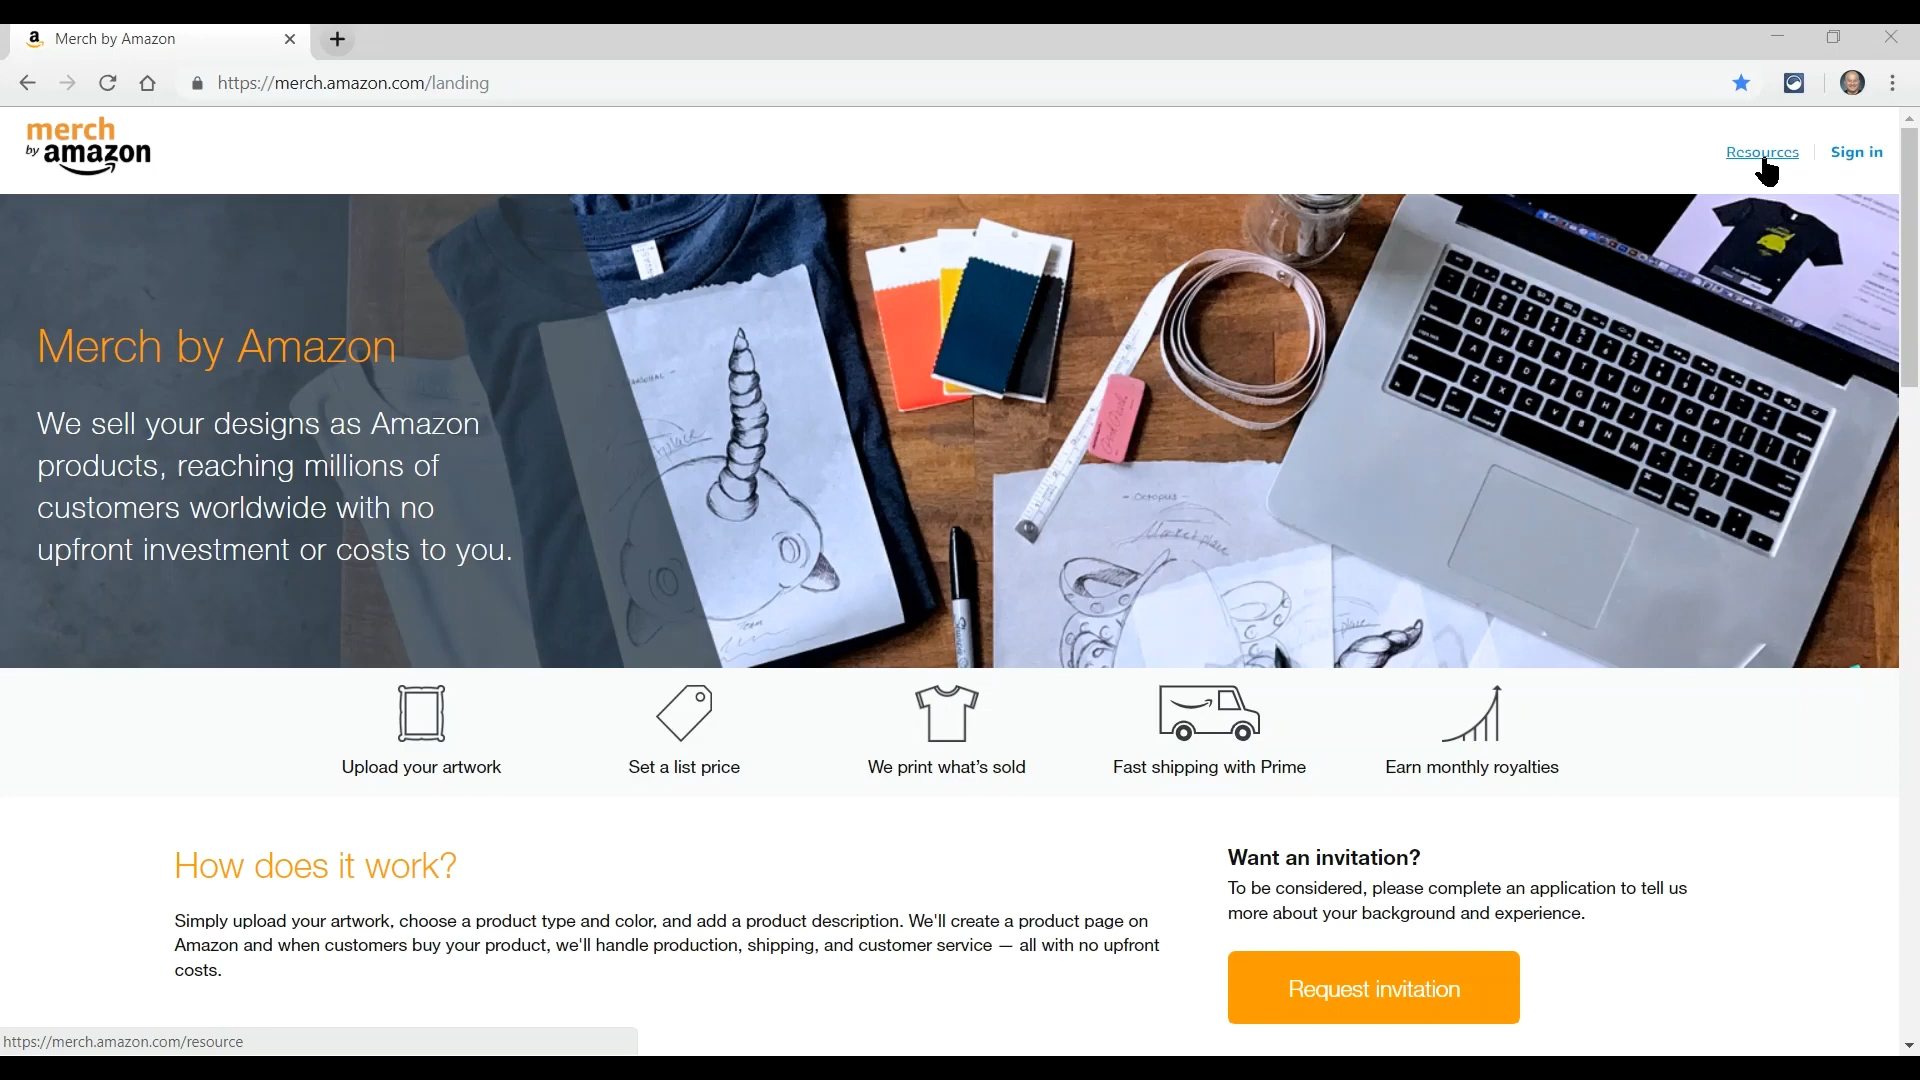 Merch by Amazon
https://merch.amazon.com/landing
merch
by amazon
Resources
Sign in
Merch by Amazon
We sell your designs as Amazon
products, reaching millions of
customers worldwide with no
upfront investment or costs to you.
- Octopus -
Upload your artwork
Set a list price
We print what's sold
Fast shipping with Prime
Earn monthly royalties
How does it work?
Simply upload your artwork, choose a product type and color, and add a product description. We'll create a product page on
Amazon and when customers buy your product, we'll handle production, shipping, and customer service — all with no upfront
costs.
Want an invitation?
To be considered, please complete an application to tell us
more about your background and experience.
Request invitation
https://merch.amazon.com/resource